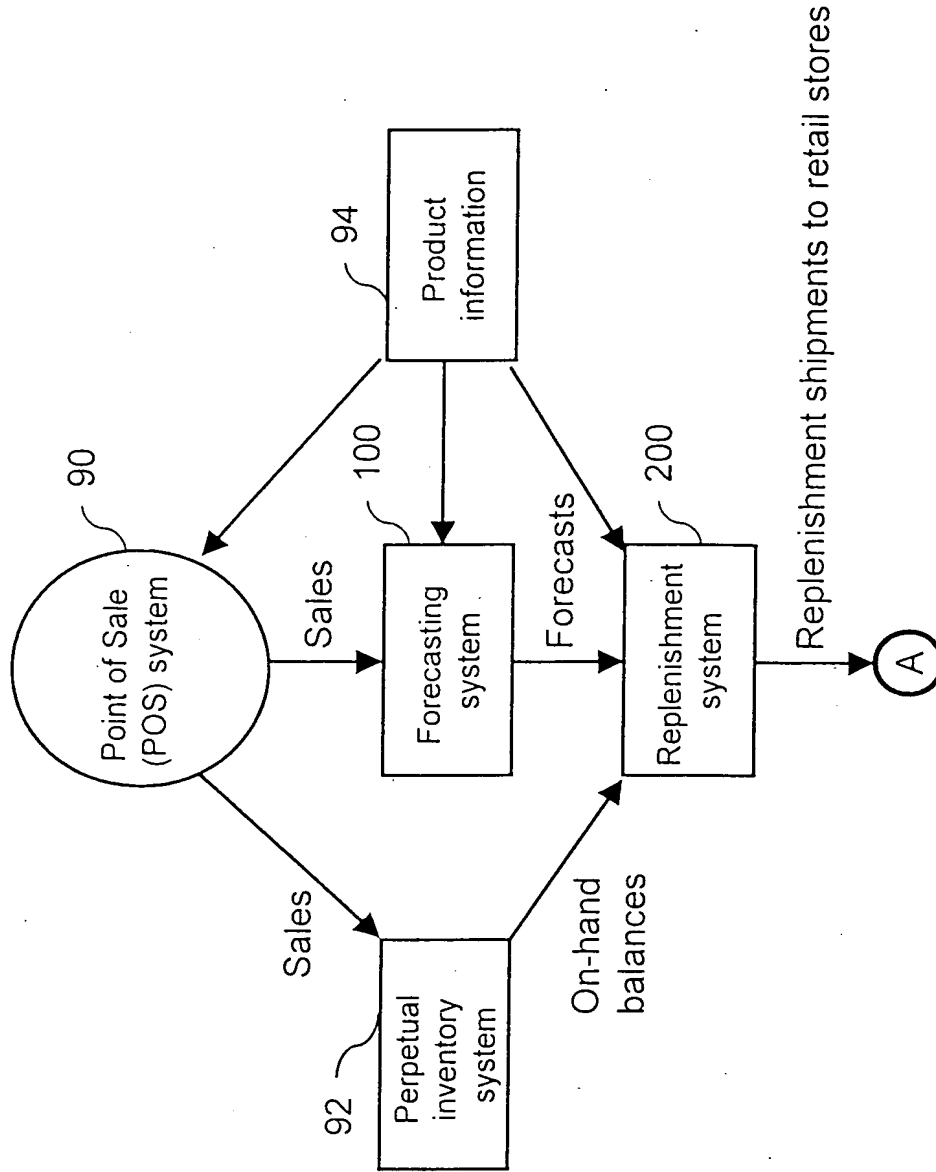 90
Point of Sale
(POS) system
Sales
Sales
94
Product
information
92
Perpetual
inventory
system
100
Forecasting
system
On-hand
balances
Forecasts
200
Replenishment
system
Replenishment shipments to retail stores
A